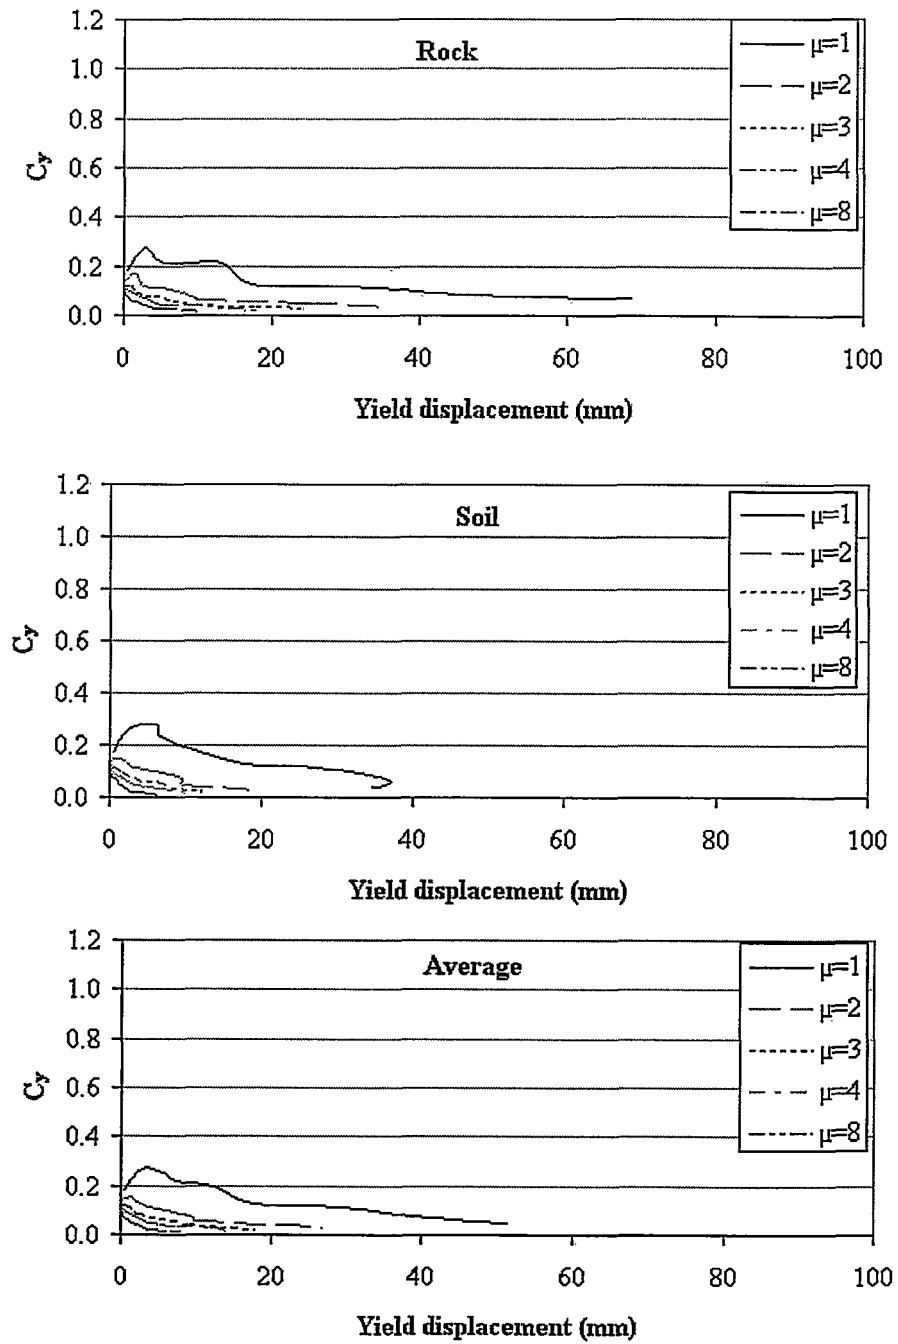 Rock
1.2
1.0
0.8
0.6
0.4
0.2
0.0
Cy
μ=1
μ=2
μ=3
μ=4
μ=8
0 20 40 60 80 100
Yield displacement (mm)
Soil
1.2
1.0
0.8
0.6
0.4
0.2
0.0
Cy
μ=1
μ=2
μ=3
μ=4
μ=8
0 20 40 60 80 100
Yield displacement (mm)
Average
1.2
1.0
0.8
0.6
0.4
0.2
0.0
Cy
μ=1
μ=2
μ=3
μ=4
μ=8
0 20 40 60 80 100
Yield displacement (mm)